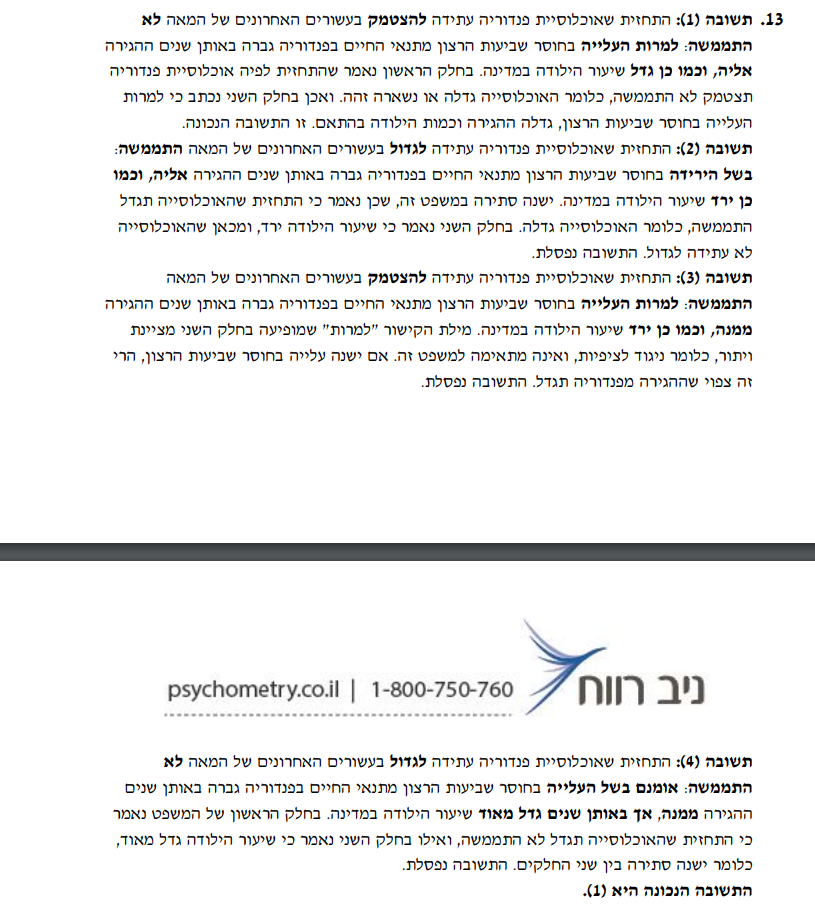 13. תשובה (1): התחזית שאוכלוסיית פנדוריה עתידה להצטמק בעשורים האחרונים של המאה לא
התממשה: למרות העלייה בחוסר שביעות הרצון מתנאי החיים בפנדוריה גברה באותן שנים ההגירה
אליה, וכמו כן גדל שיעור הילודה במדינה. בחלק הראשון נאמר שהתחזית לפיה אוכלוסיית פנדוריה
תצטמק לא התממשה, כלומר האוכלוסייה גדלה או נשארה זהה. ואכן בחלק השני נכתב כי למרות
העלייה בחוסר שביעות הרצון, גדלה ההגירה וכמות הילודה בהתאם. זו התשובה הנכונה.
תשובה (2): התחזית שאוכלוסיית פנדוריה עתידה לגדול בעשורים האחרונים של המאה התממשה:
בשל הירידה בחוסר שביעות הרצון מתנאי החיים בפנדוריה גברה באותן שנים ההגירה אליה, וכמו
כן ירד שיעור הילודה במדינה. ישנה סתירה במשפט זה, שכן נאמר כי התחזית שהאוכלוסייה תגדל
התממשה, כלומר האוכלוסייה גדלה. בחלק השני נאמר כי שיעור הילודה ירד, ומכאן שהאוכלוסייה
לא עתידה לגדול. התשובה נפסלת.
תשובה (3): התחזית שאוכלוסיית פנדוריה עתידה להצטמק בעשורים האחרונים של המאה
התממשה: למרות העלייה בחוסר שביעות הרצון מתנאי החיים בפנדוריה גברה באותן שנים ההגירה
ממנה, וכמו כן ירד שיעור הילודה במדינה. מילת הקישור "למרות" שמופיעה בחלק השני מציינת
ויתור, כלומר ניגוד לציפיות, ואינה מתאימה למשפט זה. אם ישנה עלייה בחוסר שביעות הרצון, הרי
זה צפוי שההגירה מפנדוריה תגדל. התשובה נפסלת.
ניב רווח
psychometry.co.il | 1-800-750-760
תשובה (4): התחזית שאוכלוסיית פנדוריה עתידה לגדול בעשורים האחרונים של המאה לא
התממשה: אומנם בשל העלייה בחוסר שביעות הרצון מתנאי החיים בפנדוריה גברה באותן שנים
ההגירה ממנה, אך באותן שנים גדל מאוד שיעור הילודה במדינה. בחלק הראשון של המשפט נאמר
כי התחזית שהאוכלוסייה תגדל לא התממשה, ואילו בחלק השני נאמר כי שיעור הילודה גדל מאוד,
כלומר ישנה סתירה בין שני החלקים. התשובה נפסלת.
התשובה הנכונה היא (1).